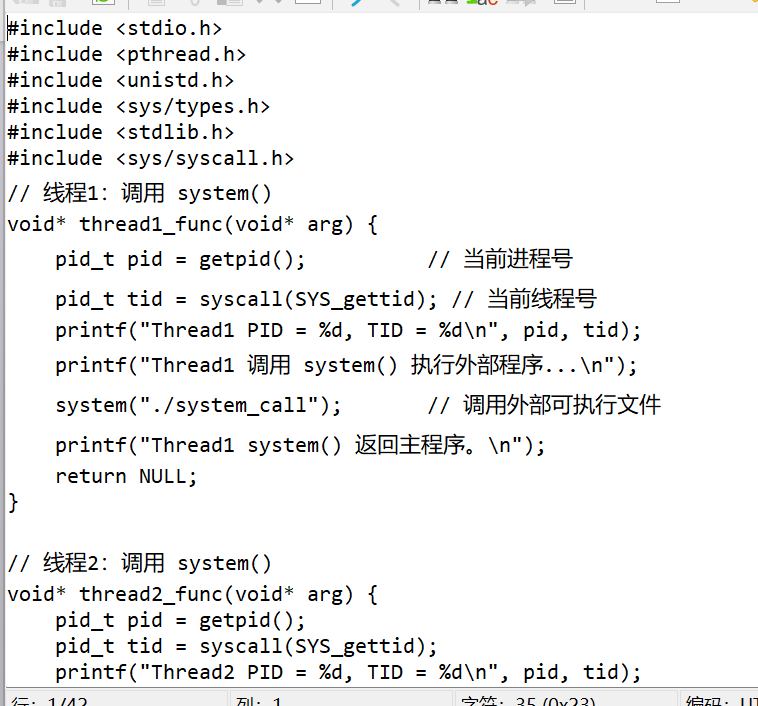 #include <stdio.h>
#include <pthread.h>
#include <unistd.h>
#include <sys/types.h>
#include <stdlib.h>
#include <sys/syscall.h>
// 线程1：调用 system()
void* thread1_func(void* arg) {
    pid_t pid = getpid();          // 当前进程号
    pid_t tid = syscall(SYS_gettid); // 当前线程号
    printf("Thread1 PID = %d, TID = %d\n", pid, tid);
    printf("Thread1 调用 system() 执行外部程序...\n");
    system("./system_call");       // 调用外部可执行文件
    printf("Thread1 system() 返回主程序。\n");
    return NULL;
}

// 线程2：调用 system()
void* thread2_func(void* arg) {
    pid_t pid = getpid();
    pid_t tid = syscall(SYS_gettid);
    printf("Thread2 PID = %d, TID = %d\n", pid, tid);
行: 1/42 列: 1 字符: 35 (0x23) 编码: UT